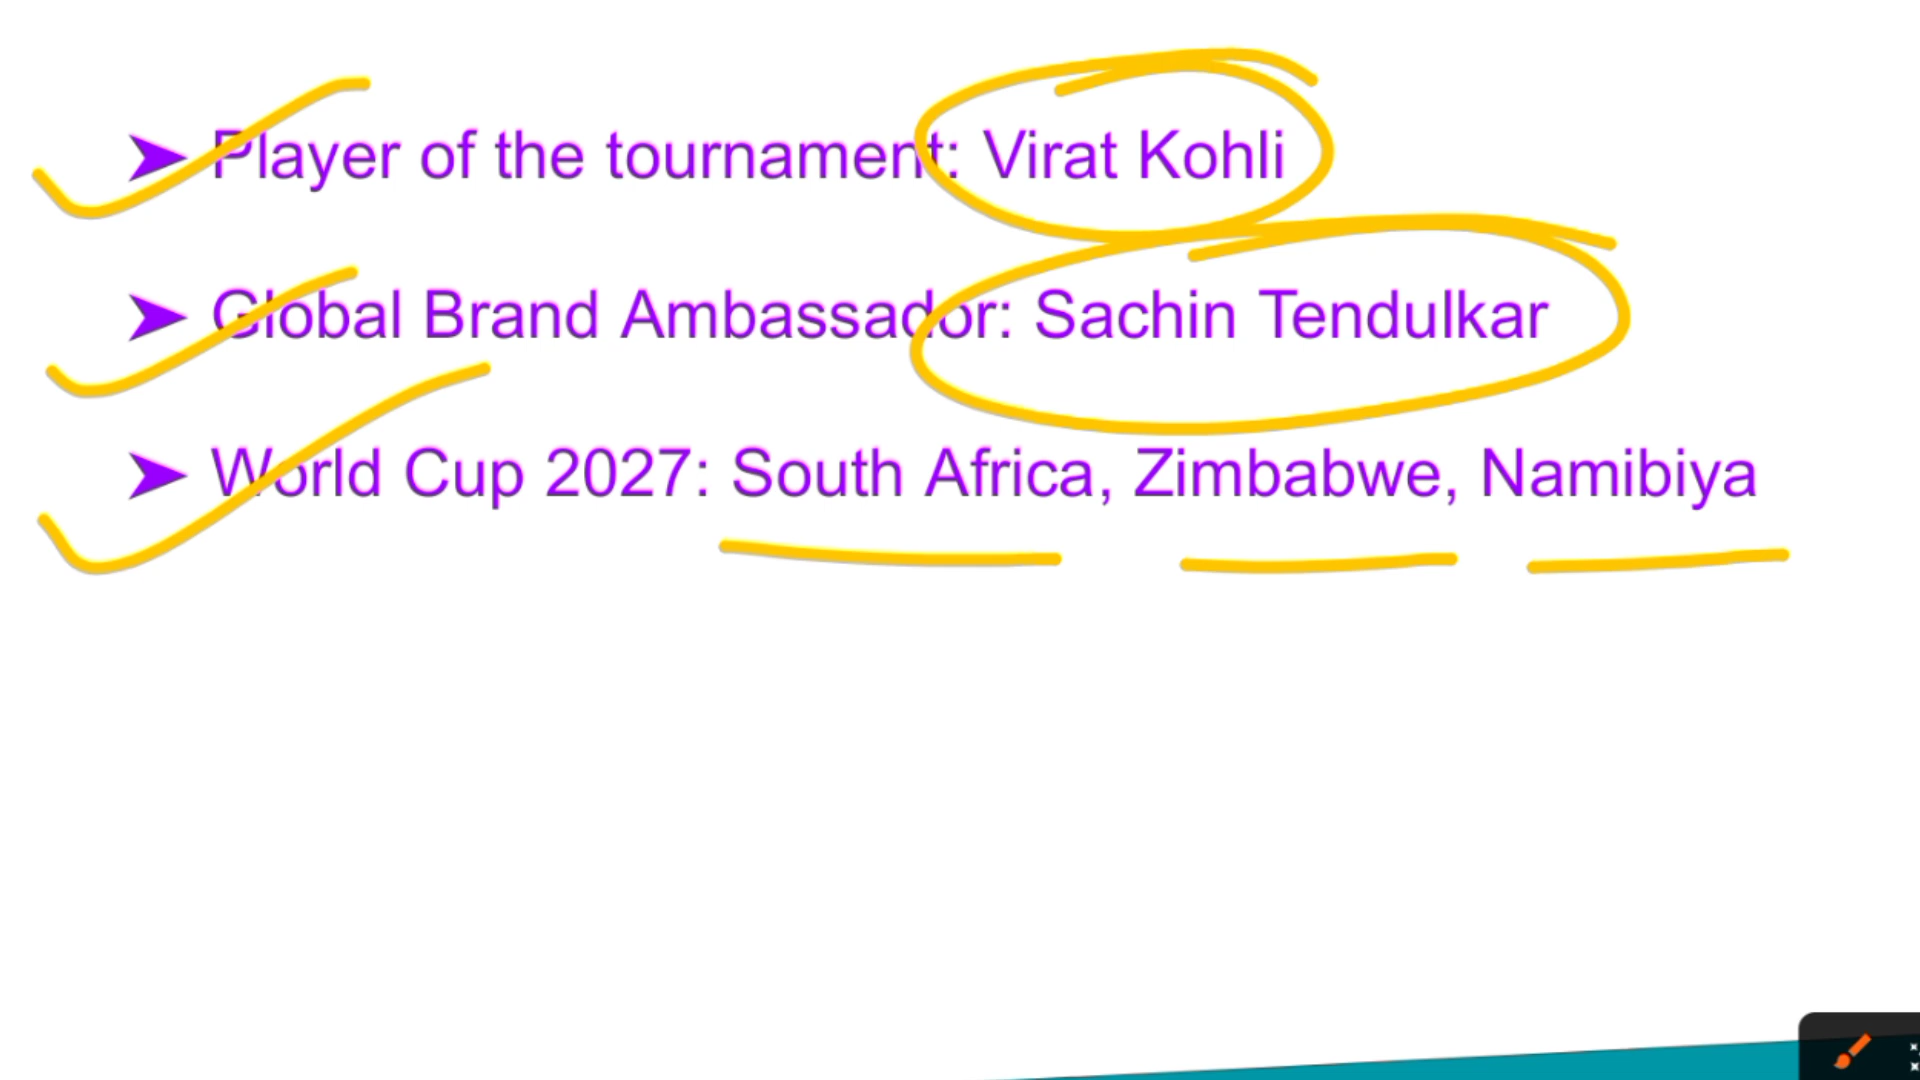 ➤ Player of the tournament: Virat Kohli
➤ Global Brand Ambassador: Sachin Tendulkar
➤ World Cup 2027: South Africa, Zimbabwe, Namibiya